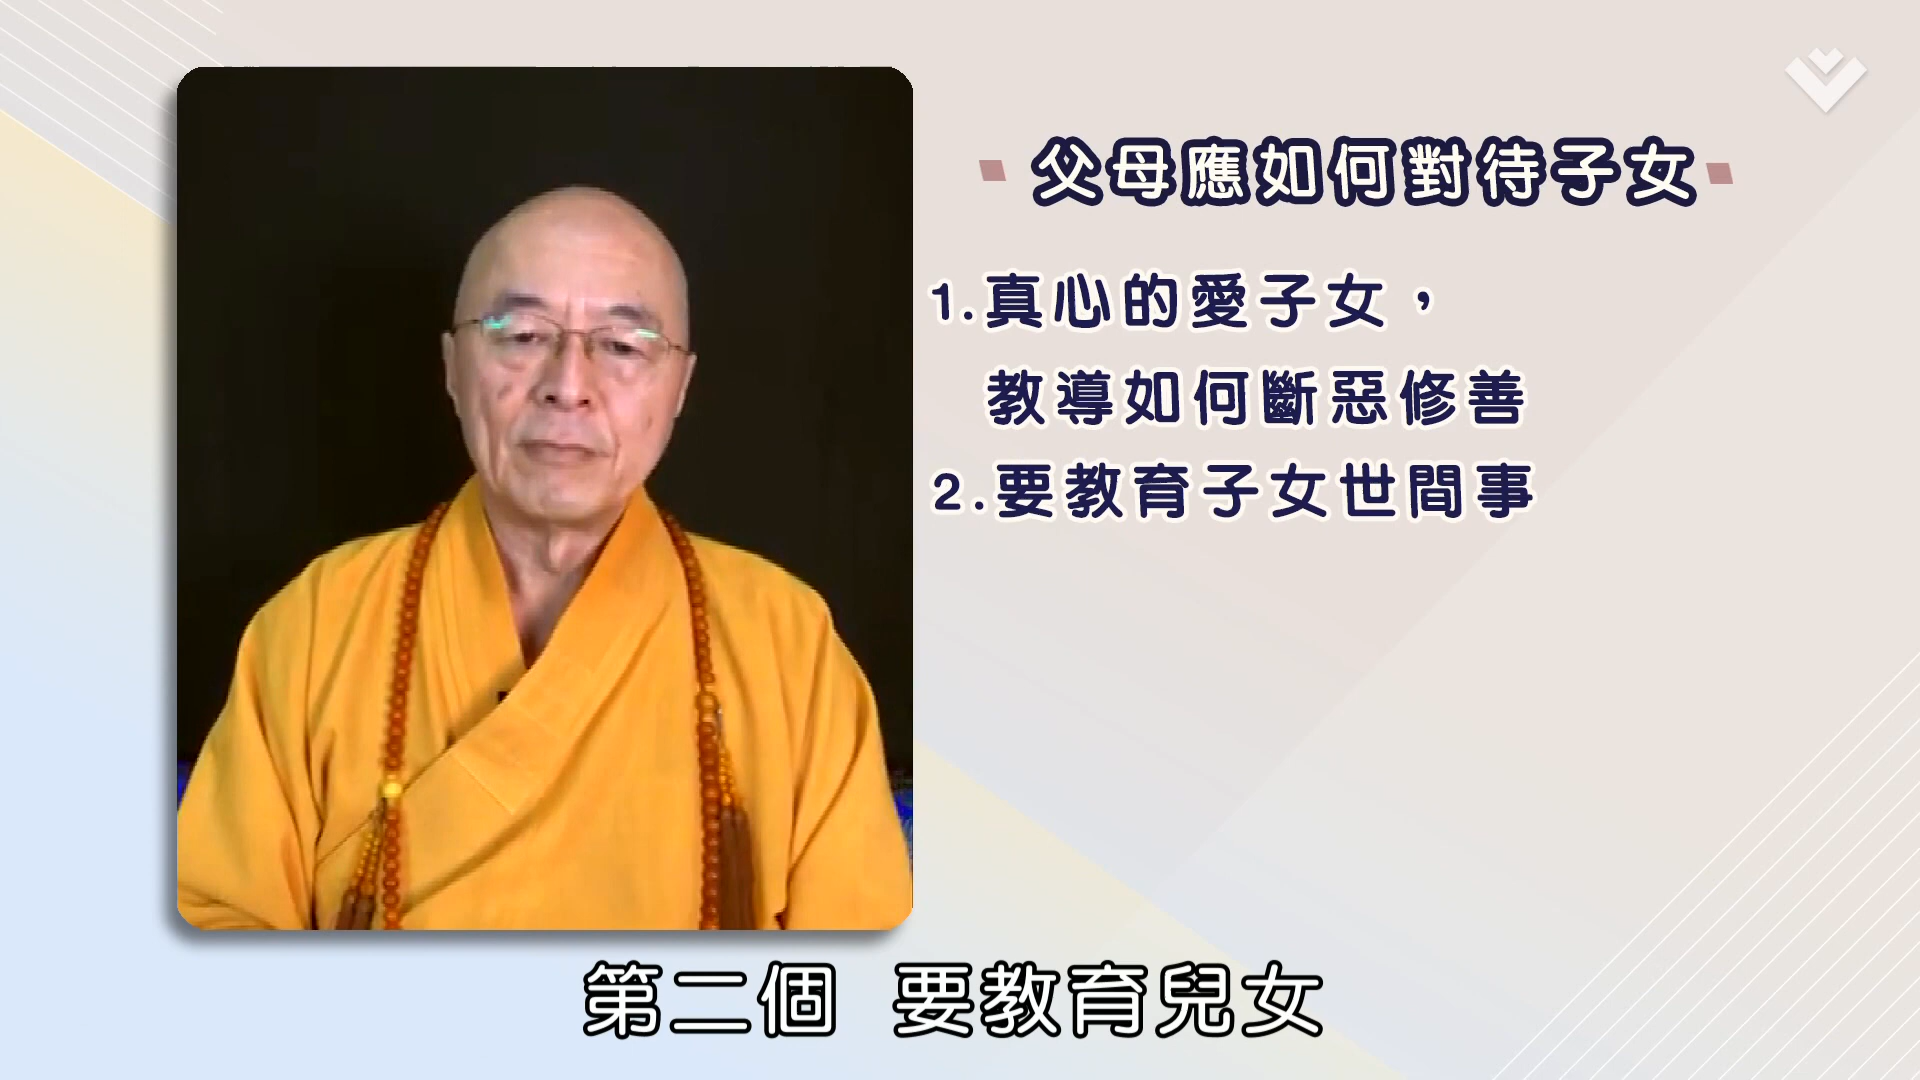 父母應如何對待子女
1.真心的愛子女，
教導如何斷惡修善
2.要教育子女世間事
第二個 要教育兒女